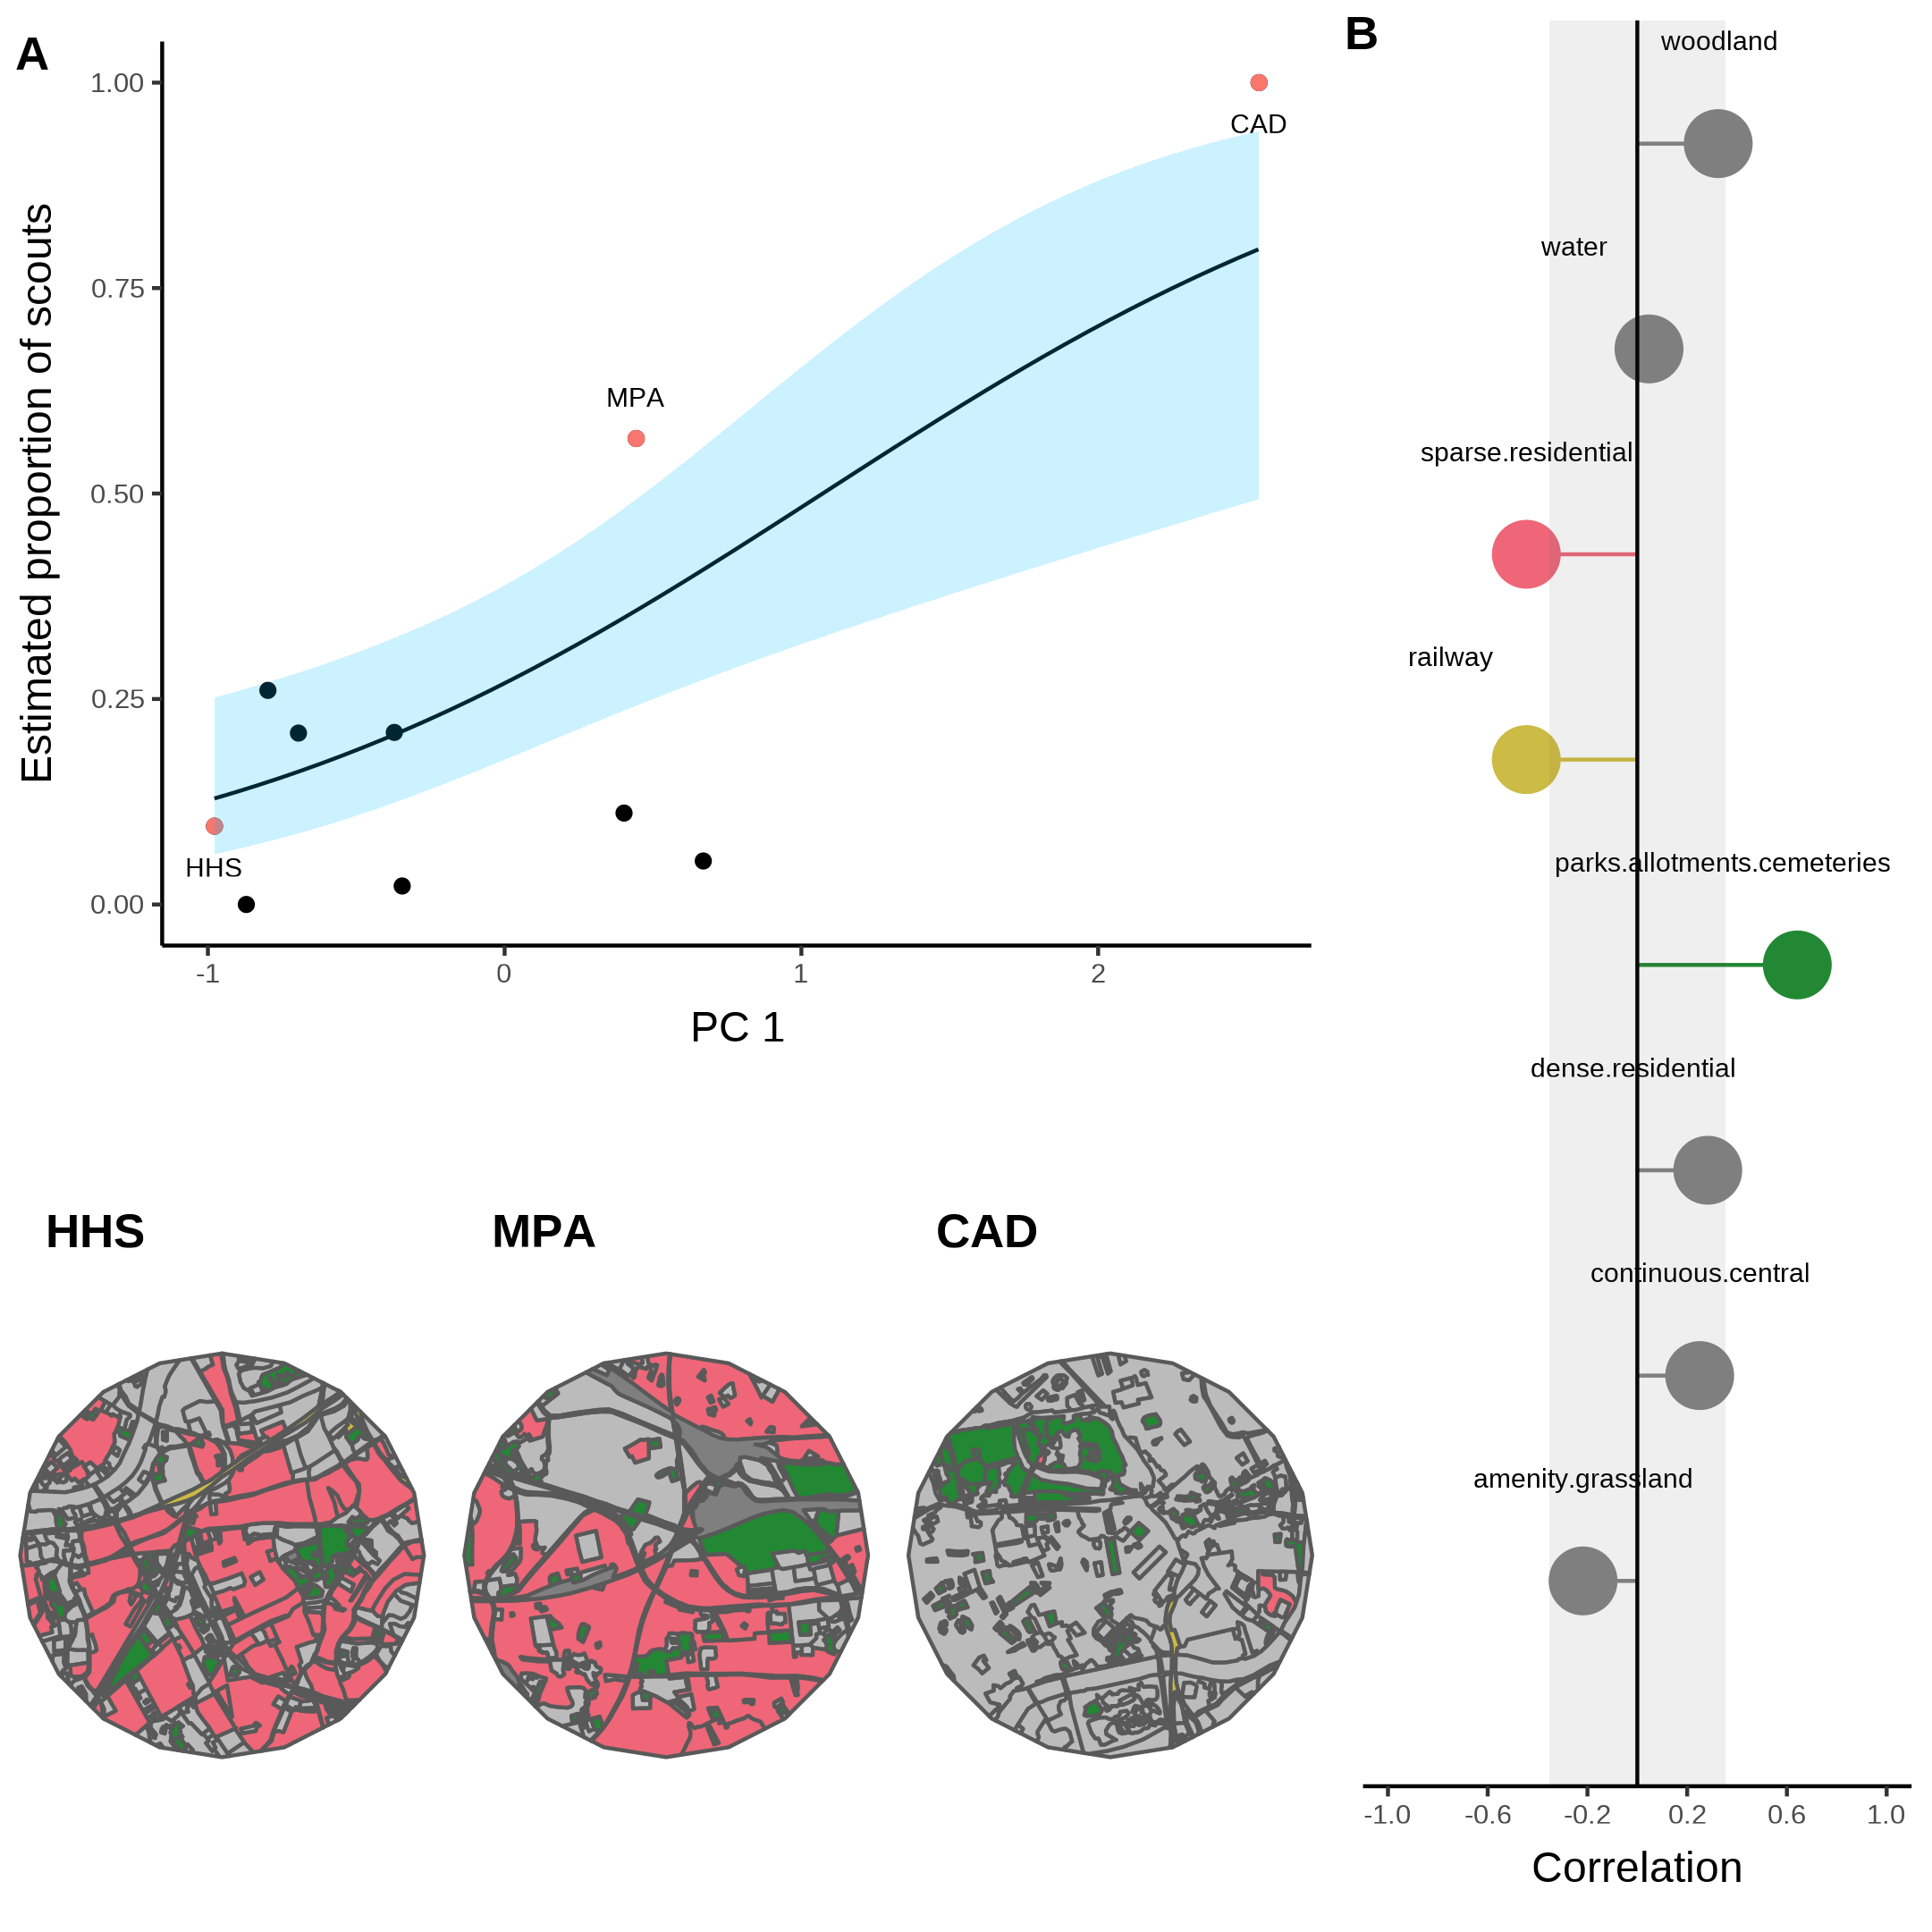 A
Estimated proportion of scouts
1.00
0.75
0.50
0.25
0.00
CAD
MPA
HHS
-1
0
1
2
PC 1
HHS
MPA
CAD
B
woodland
water
sparse.residential
railway
parks.allotments.cemeteries
dense.residential
continuous.central
amenity.grassland
-1.0
-0.6
-0.2
0.2
0.6
1.0
Correlation